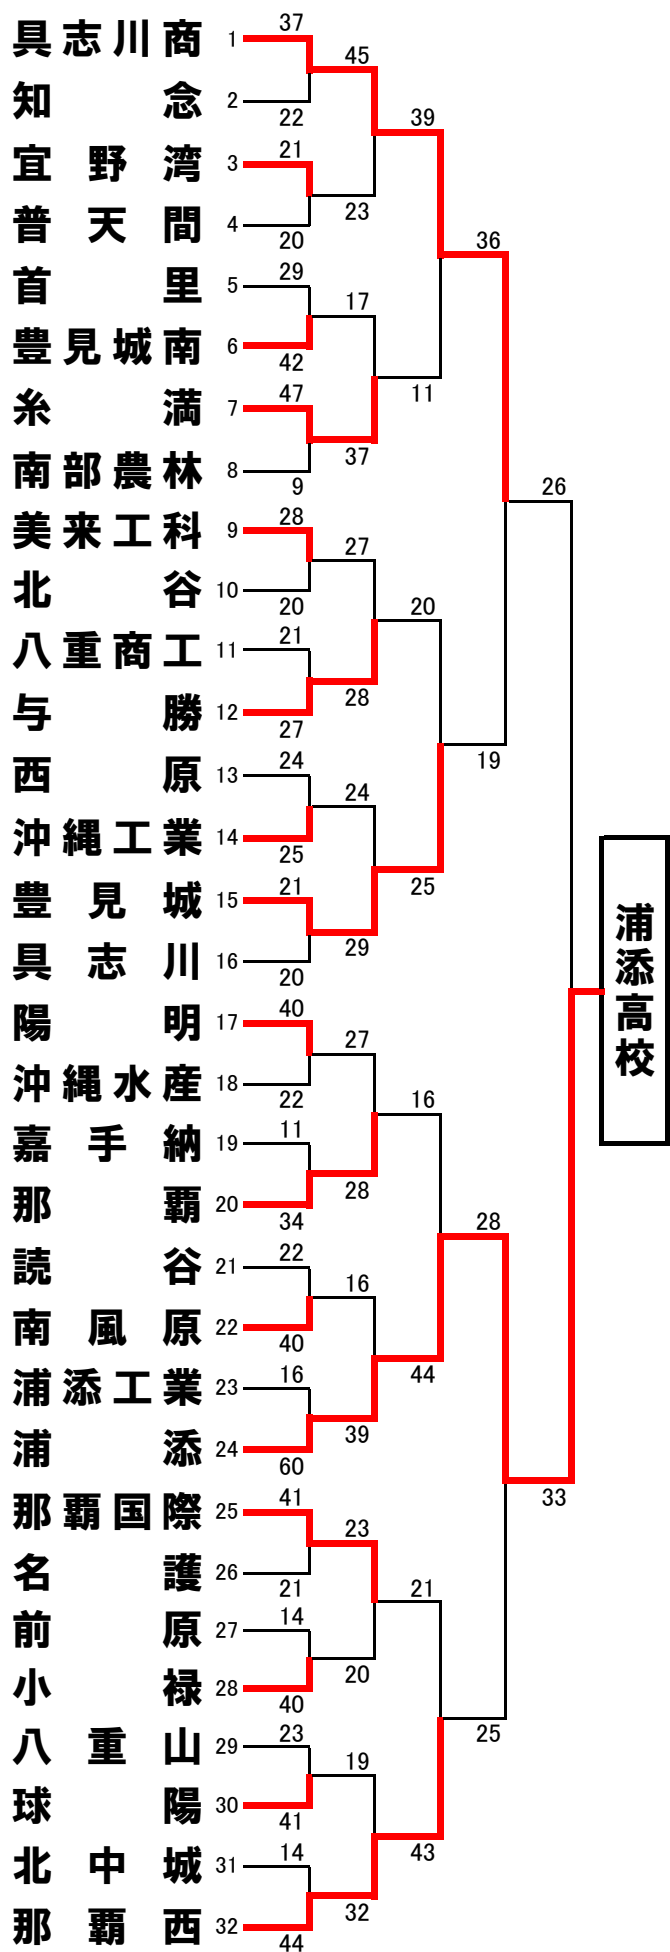 具志川商 1 37
45
知念 2 22
39
宜野湾 3 21
23
普天間 4 20
36
首里 5 29
17
豊見城南 6 42
11
糸満 7 47
37
南部農林 8 9
26
美来工科 9 28
27
北谷 10 20
20
八重商工 11 21
28
与勝 12 27
19
西原 13 24
24
沖縄工業 14 25
25
豊見城 15 21
29
具志川 16 20
浦添高校
陽明 17 40
27
沖縄水産 18 22
16
嘉手納 19 11
28
那覇 20 34
28
読谷 21 22
16
南風原 22 40
44
浦添工業 23 16
39
浦添 24 60
33
那覇国際 25 41
23
名護 26 21
21
前原 27 14
20
小禄 28 40
25
八重山 29 23
19
球陽 30 41
43
北中城 31 14
32
那覇西 32 44